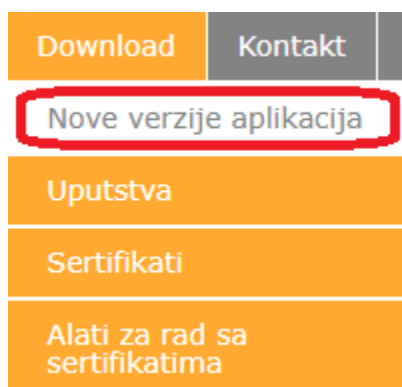 Download Kontakt
Nove verzije aplikacija
Uputstva
Sertifikati
Alati za rad sa
sertifikatima